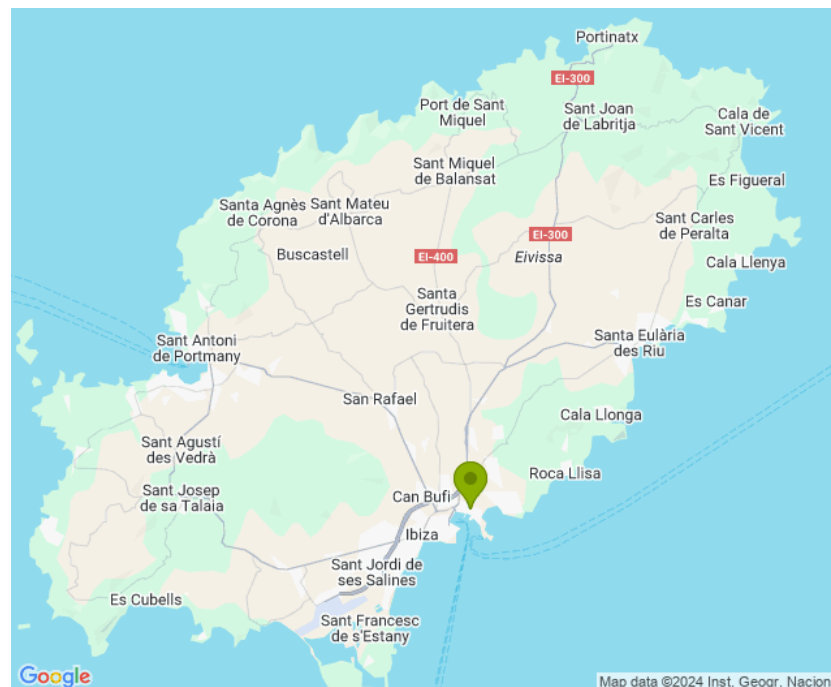 Portinatx
EI-300
Port de Sant
Miquel
Sant Joan
de Labritja
Cala de
Sant Vicent
Sant Miquel
de Balansat
Es Figueral
Santa Agnès
de Corona
Sant Mateu
d'Albarca
Sant Carles
de Peralta
EI-300
Buscastell
EI-400
Eivissa
Cala Llenya
Santa
Gertrudis
de Fruitera
Es Canar
Sant Antoni
de Portmany
Santa Eulària
des Riu
San Rafael
Cala Llonga
Sant Agustí
des Vedrà
Roca Llisa
Sant Josep
de sa Talaia
Can Bufí
Ibiza
Sant Jordi de
ses Salines
Es Cubells
Sant Francesc
de s'Estany
Google
Map data ©2024 Inst. Geogr. Nacion